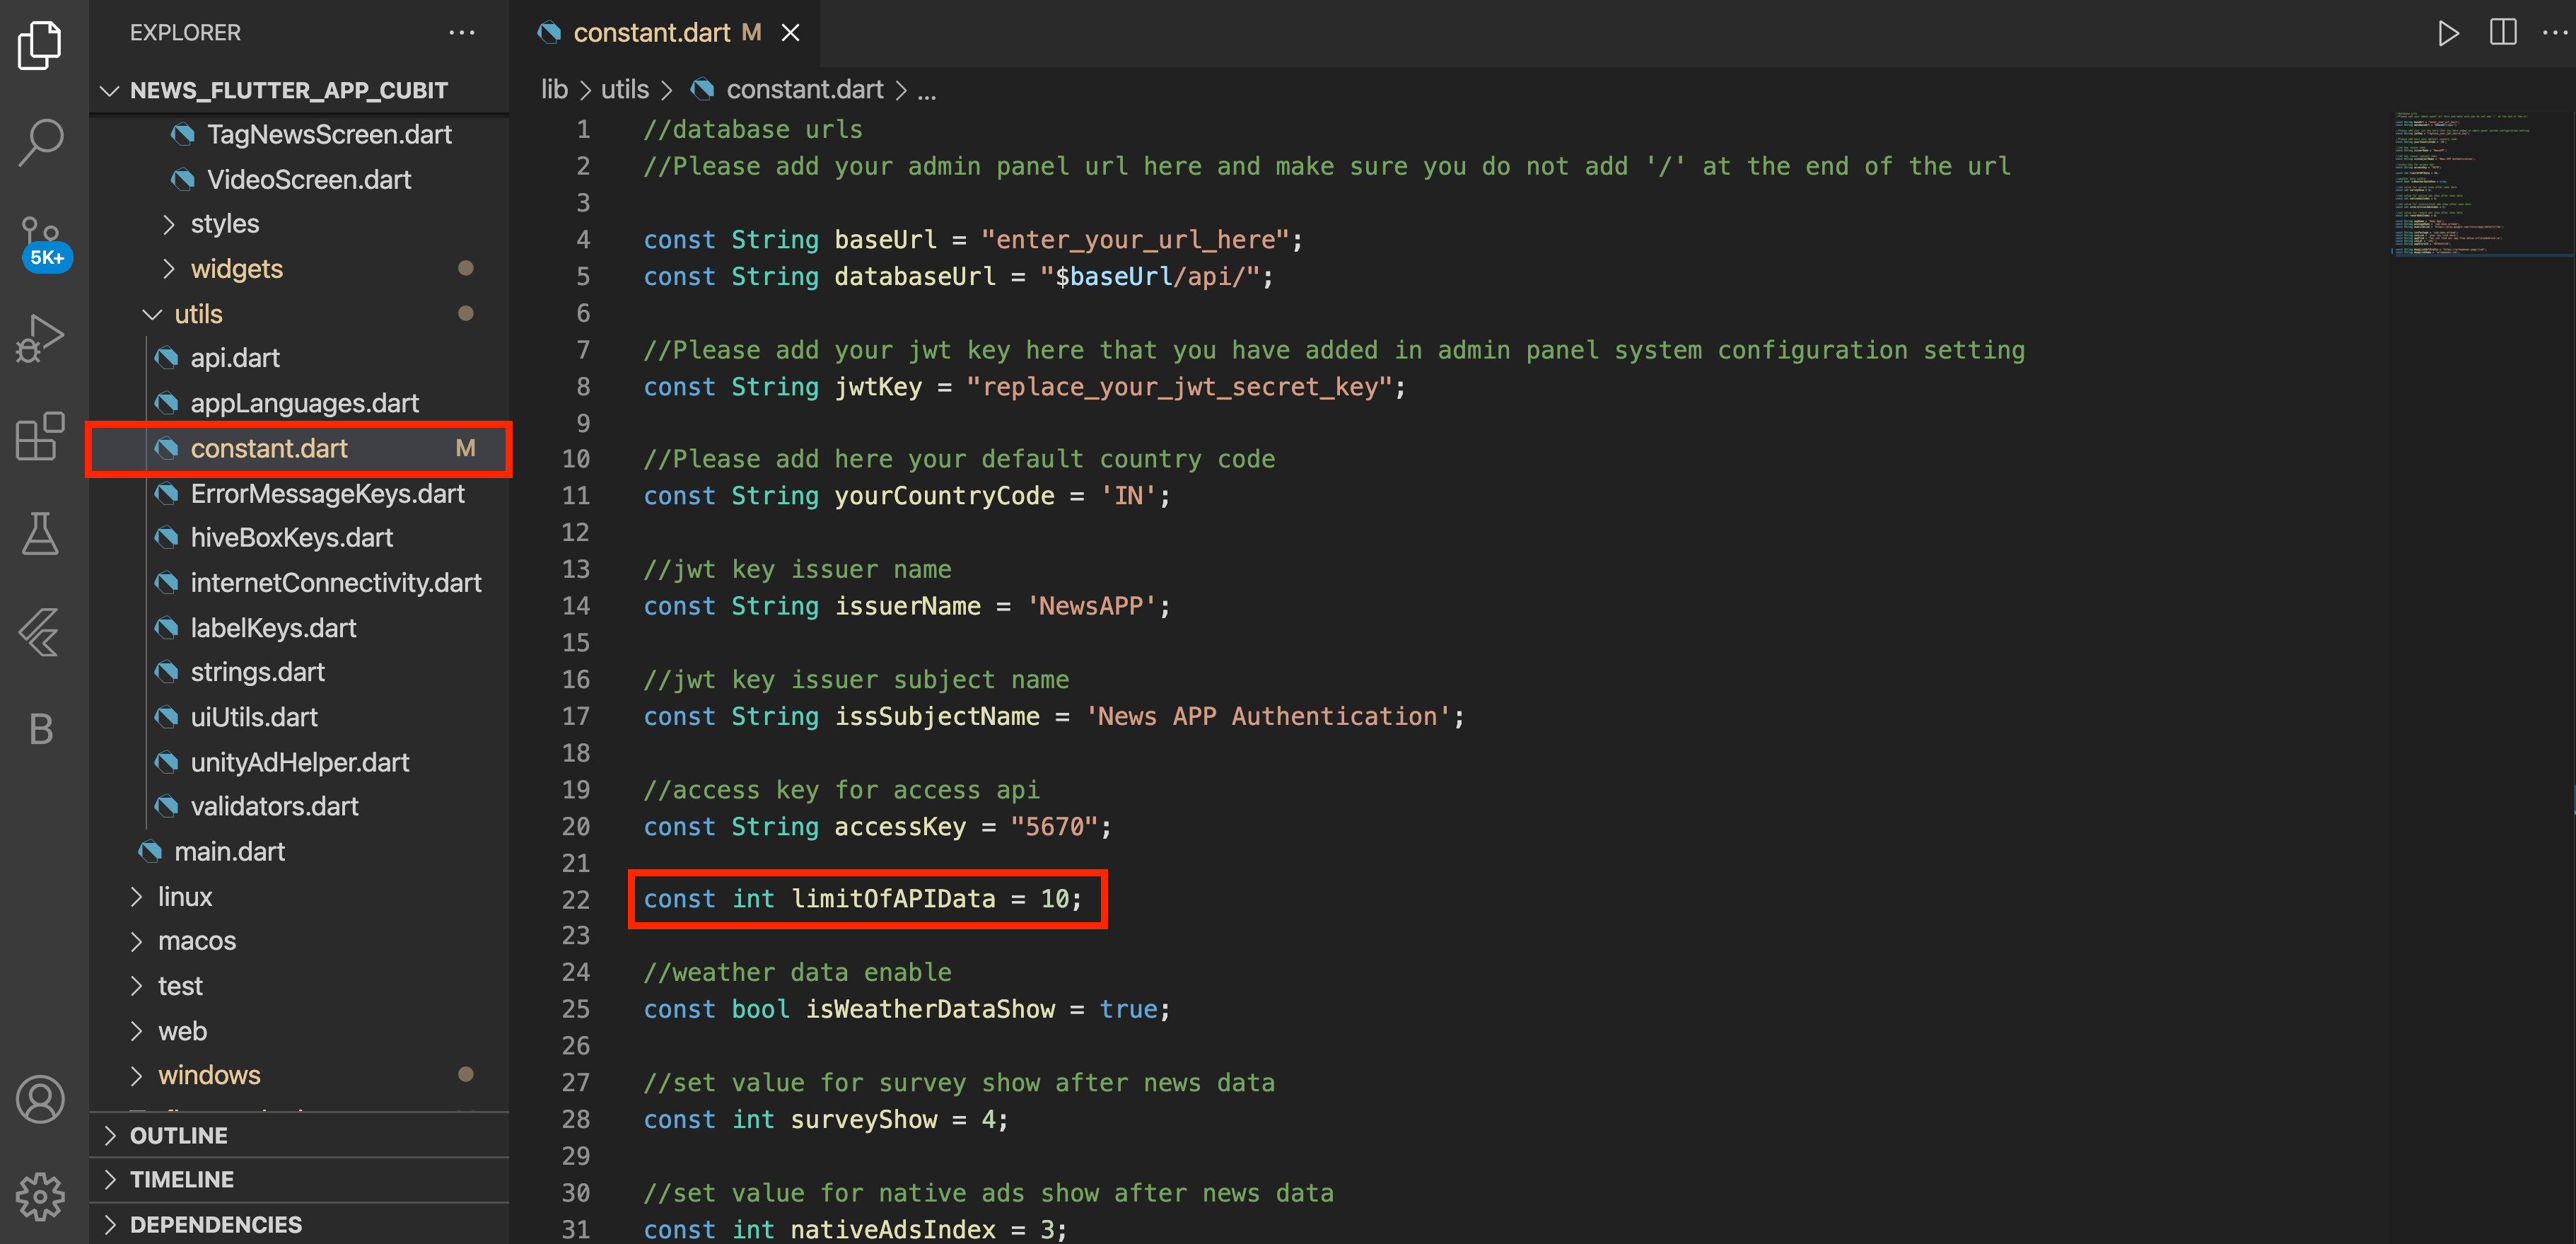 EXPLORER
NEWS_FLUTTER_APP_CUBIT
TagNewsScreen.dart
VideoScreen.dart
styles
5K+
widgets
utils
api.dart
appLanguages.dart
constant.dart M
ErrorMessageKeys.dart
hiveBoxKeys.dart
internetConnectivity.dart
labelKeys.dart
strings.dart
uiUtils.dart
unityAdHelper.dart
validators.dart
main.dart
linux
macos
test
web
windows
OUTLINE
TIMELINE
DEPENDENCIES
constant.dart M
lib > utils > constant.dart > ...
1 //database urls
2 //Please add your admin panel url here and make sure you do not add '/' at the end of the url
3
4 const String baseUrl = "enter_your_url_here";
5 const String databaseUrl = "$baseUrl/api/";
6
7 //Please add your jwt key here that you have added in admin panel system configuration setting
8 const String jwtKey = "replace_your_jwt_secret_key";
9
10 //Please add here your default country code
11 const String yourCountryCode = 'IN';
12
13 //jwt key issuer name
14 const String issuerName = 'NewsAPP';
15
16 //jwt key issuer subject name
17 const String issSubjectName = 'News APP Authentication';
18
19 //access key for access api
20 const String accessKey = "5670";
21
22 const int limitOfAPIData = 10;
23
24 //weather data enable
25 const bool isWeatherDataShow = true;
26
27 //set value for survey show after news data
28 const int surveyShow = 4;
29
30 //set value for native ads show after news data
31 const int nativeAdsIndex = 3;